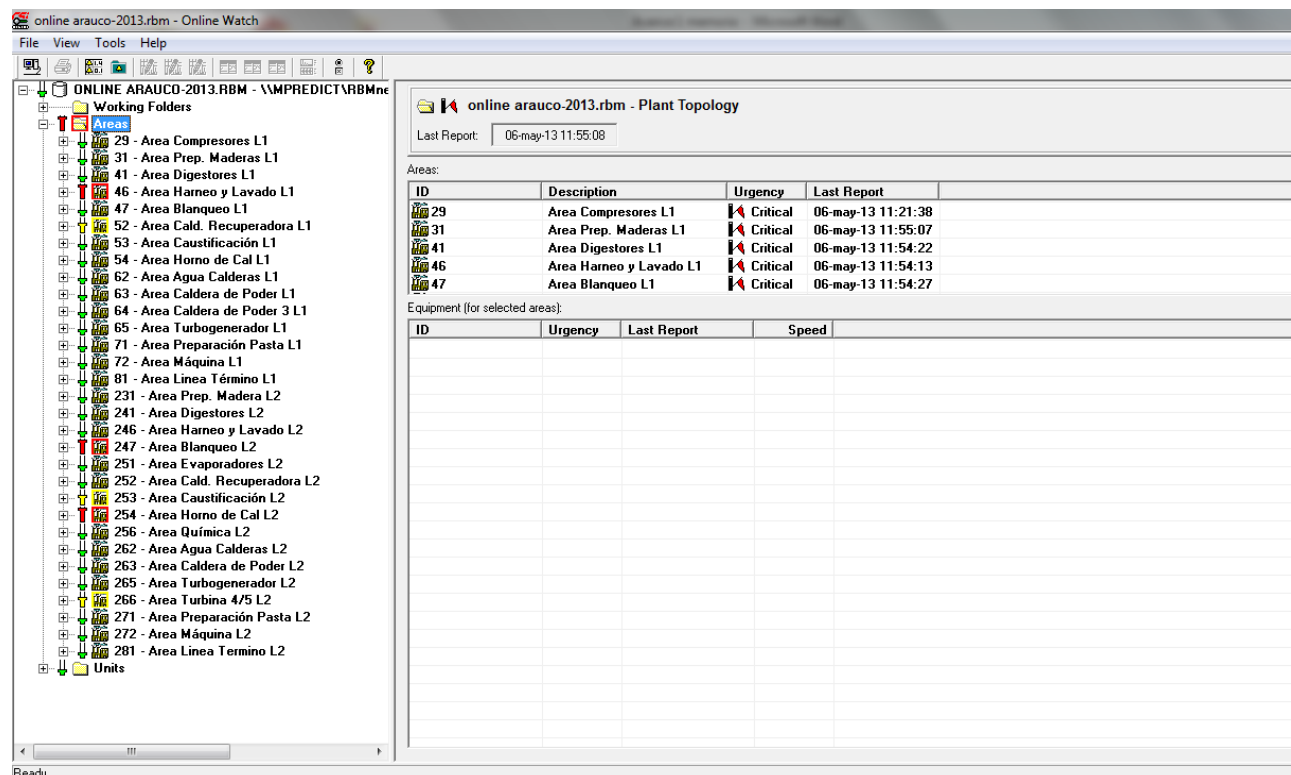 online arauco-2013.rbm - Online Watch
File View Tools Help
ONLINE ARAUCO-2013.RBM - \\MPREDICT\RBMne
Working Folders
Areas
29 - Area Compresores L1
31 - Area Prep. Maderas L1
41 - Area Digestores L1
46 - Area Harneo y Lavado L1
47 - Area Blanqueo L1
52 - Area Cald. Recuperadora L1
53 - Area Caustificación L1
54 - Area Horno de Cal L1
62 - Area Agua Calderas L1
63 - Area Caldera de Poder L1
64 - Area Caldera de Poder 3 L1
65 - Area Turbogenerador L1
71 - Area Preparación Pasta L1
72 - Area Máquina L1
81 - Area Linea Término L1
231 - Area Prep. Madera L2
241 - Area Digestores L2
246 - Area Harneo y Lavado L2
247 - Area Blanqueo L2
251 - Area Evaporadores L2
252 - Area Cald. Recuperadora L2
253 - Area Caustificación L2
254 - Area Horno de Cal L2
256 - Area Química L2
262 - Area Agua Calderas L2
263 - Area Caldera de Poder L2
265 - Area Turbogenerador L2
266 - Area Turbina 4/5 L2
271 - Area Preparación Pasta L2
272 - Area Máquina L2
281 - Area Linea Termino L2
Units
online arauco-2013.rbm - Plant Topology
Last Report: 06-may-13 11:55:08
Areas:
ID Description Urgency Last Report
29 Area Compresores L1 Critical 06-may-13 11:21:38
31 Area Prep. Maderas L1 Critical 06-may-13 11:55:07
41 Area Digestores L1 Critical 06-may-13 11:54:22
46 Area Harneo y Lavado L1 Critical 06-may-13 11:54:13
47 Area Blanqueo L1 Critical 06-may-13 11:54:27
Equipment (for selected areas):
ID Urgency Last Report Speed
Ready